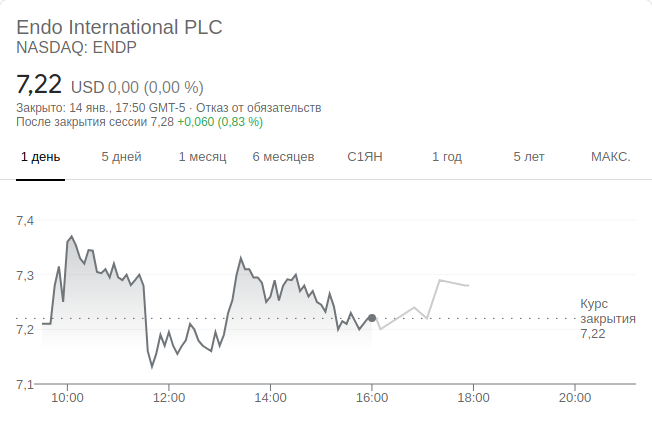 Endo International PLC
NASDAQ: ENDP
7,22 USD 0,00 (0,00 %)
Закрыто: 14 янв., 17:50 GMT-5 · Отказ от обязательств
После закрытия сессии 7,28 +0,060 (0,83 %)
1 день 5 дней 1 месяц 6 месяцев С1ЯН 1 год 5 лет МАКС.
7,4
7,3
7,2
7,1
Курс
закрытия
7,22
10:00 12:00 14:00 16:00 18:00 20:00